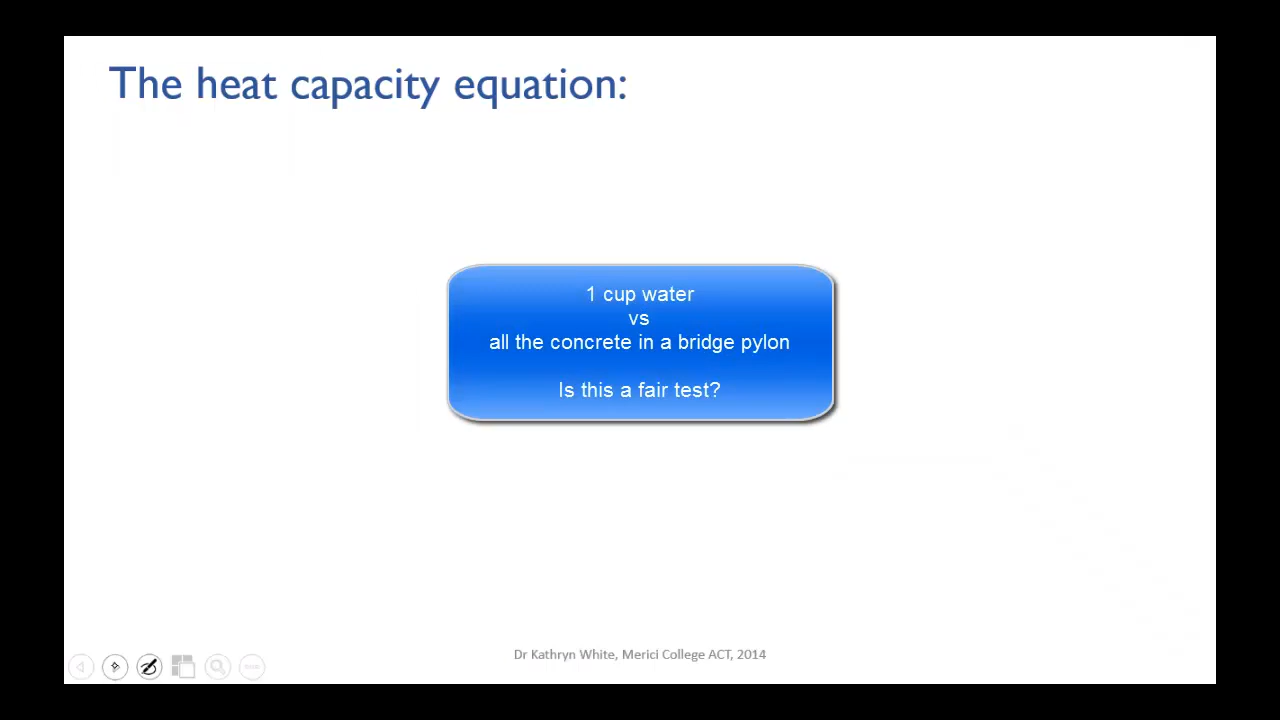 The heat capacity equation:
1 cup water
vs
all the concrete in a bridge pylon
Is this a fair test?
Dr Kathryn White, Merici College ACT, 2014